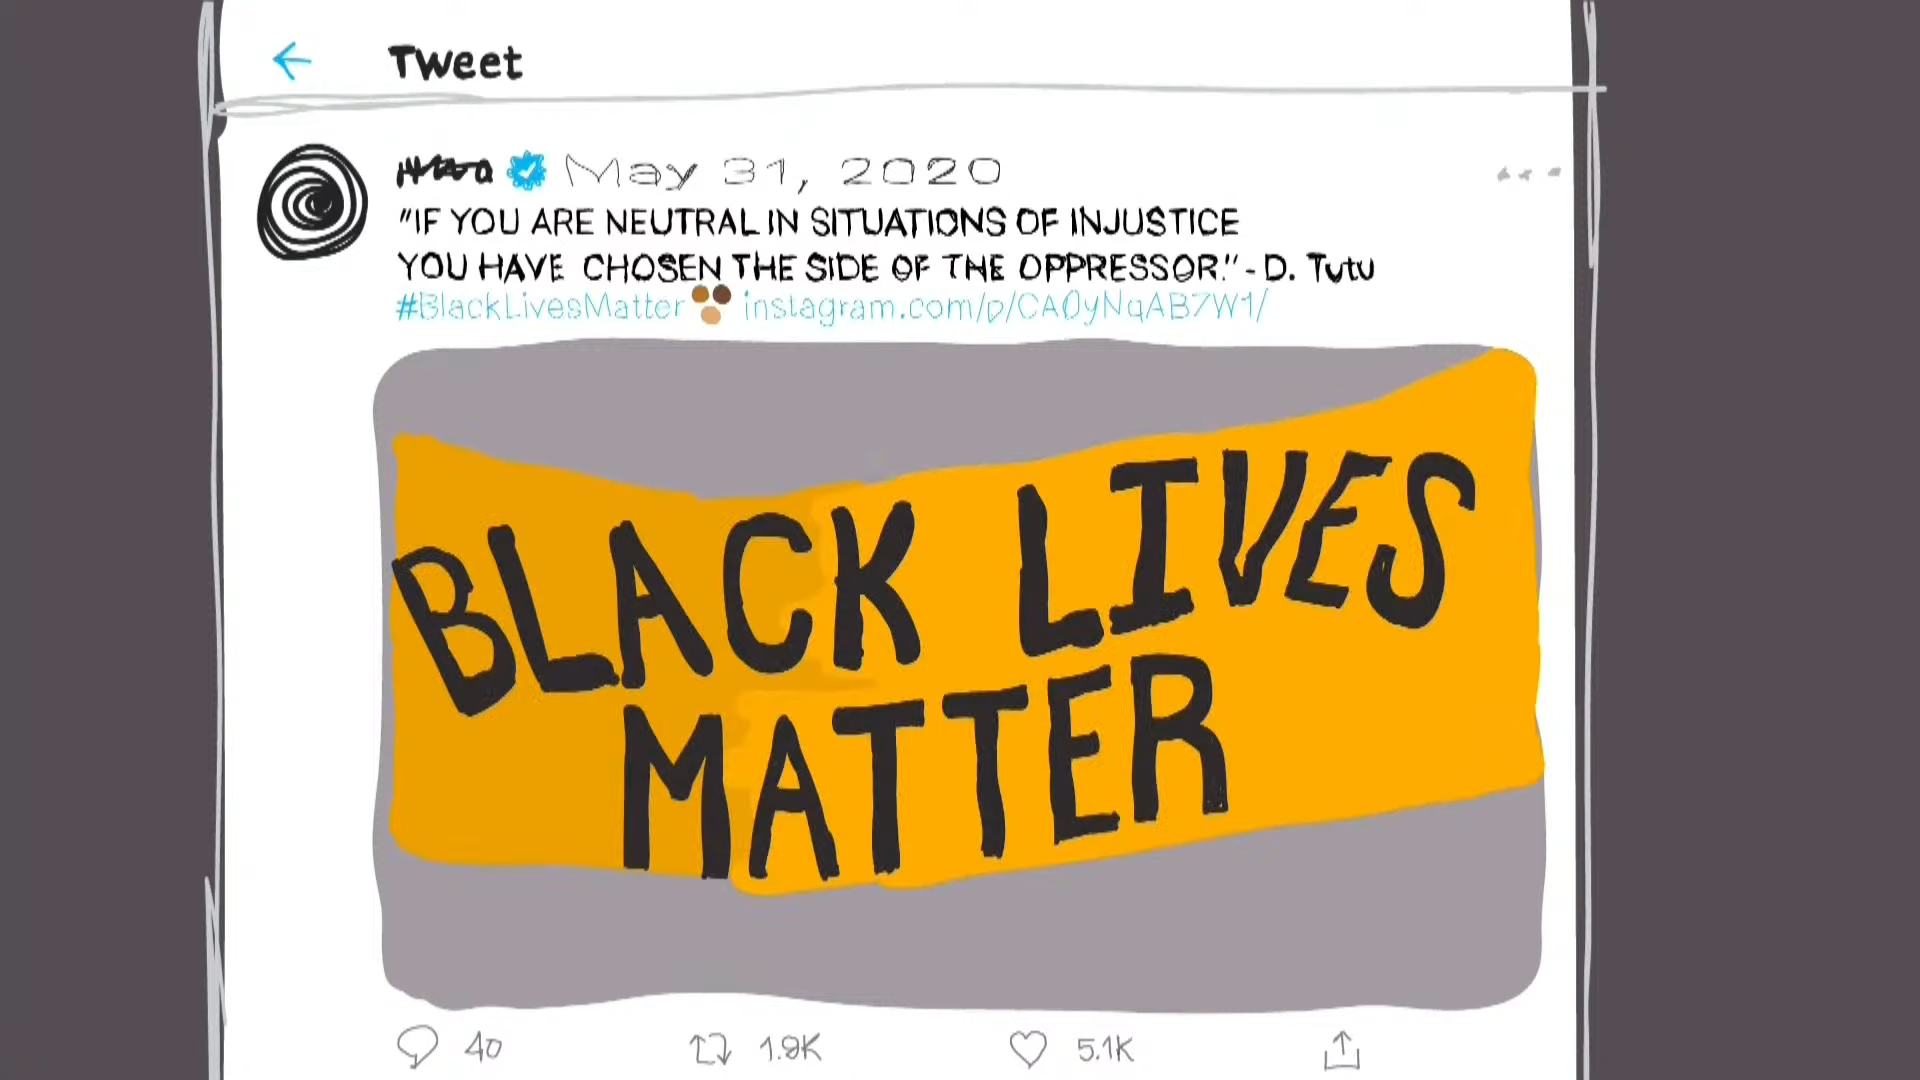 Tweet
May 31, 2020
"IF YOU ARE NEUTRAL IN SITUATIONS OF INJUSTICE
YOU HAVE CHOSEN THE SIDE OF THE OPPRESSOR." - D. Tutu
#BlackLivesMatter instagram.com/p/CA0yNqAB7W1/
BLACK LIVES
MATTER
40 1.9K 5.1K